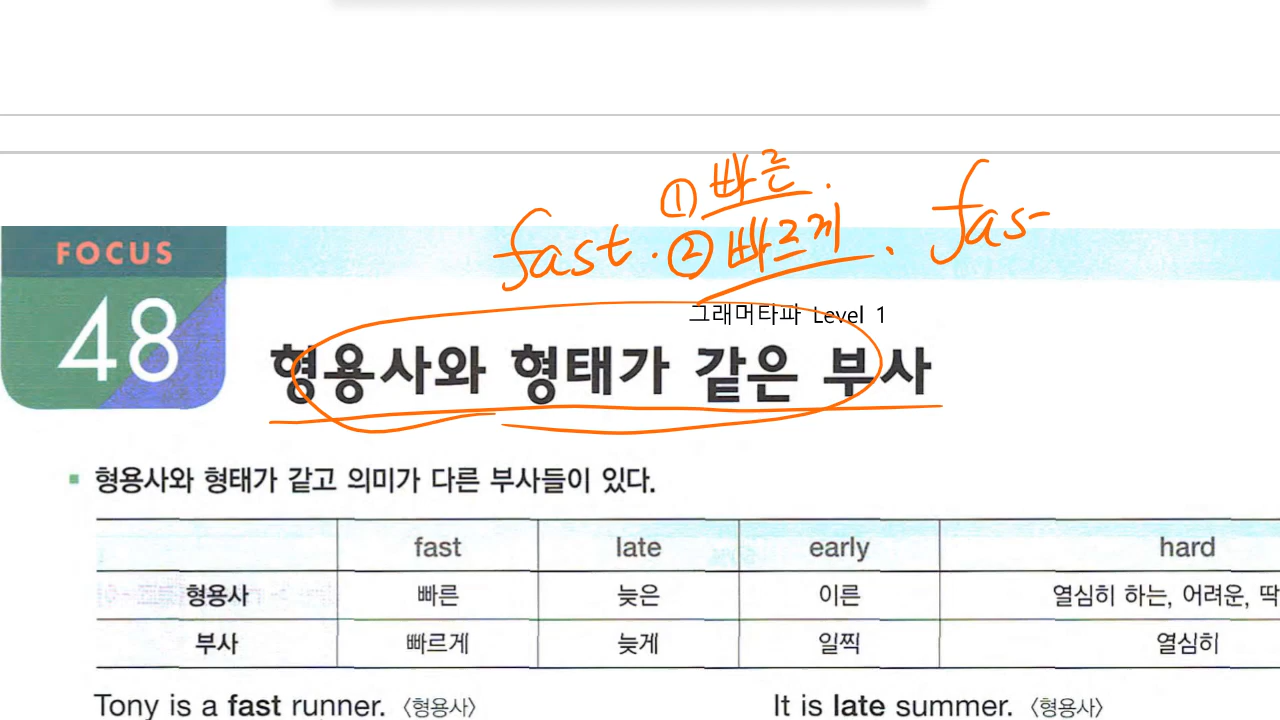 ① 빠른.
fast. ② 빠르게. fas
FOCUS
48
그래머타파 Level 1
형용사와 형태가 같은 부사
형용사와 형태가 같고 의미가 다른 부사들이 있다.
fast late early hard
형용사 빠른 늦은 이른 열심히 하는, 어려운, 딱
부사 빠르게 늦게 일찍 열심히
Tony is a fast runner. 〈형용사〉 It is late summer. 〈형용사〉